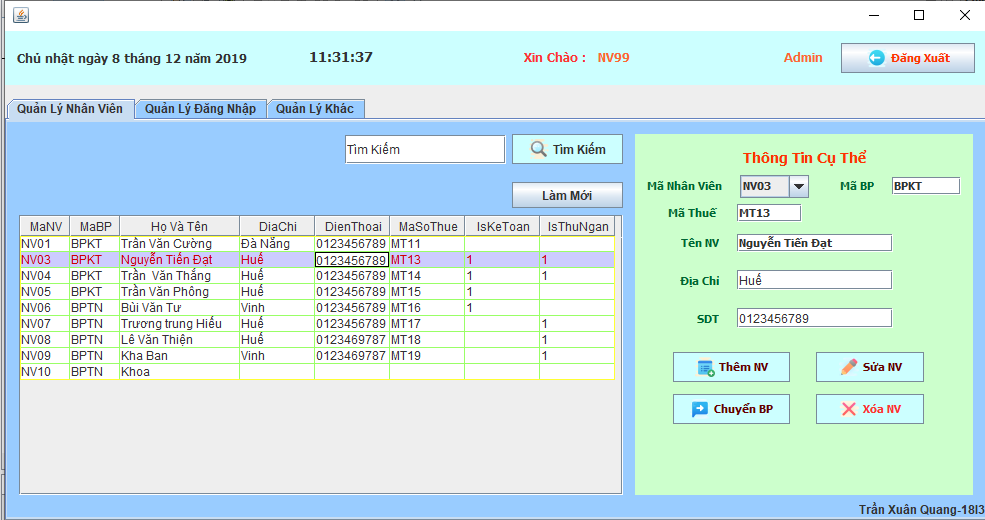 Chủ nhật ngày 8 tháng 12 năm 2019 11:31:37 Xin Chào : NV99 Admin Đăng Xuất
Quản Lý Nhân Viên Quản Lý Đăng Nhập Quản Lý Khác
Tìm Kiếm Tìm Kiếm
Làm Mới
MaNV MaBP Họ Và Tên DiaChi DienThoai MaSoThue IsKeToan IsThuNgan
NV01 BPKT Trần Văn Cường Đà Nẵng 0123456789 MT11
NV03 BPKT Nguyễn Tiến Đạt Huế 0123456789 MT13 1 1
NV04 BPKT Trần Văn Thắng Huế 0123456789 MT14 1 1
NV05 BPKT Trần Văn Phông Huế 0123456789 MT15 1
NV06 BPTN Bùi Văn Tư Vinh 0123456789 MT16 1
NV07 BPTN Trương trung Hiếu Huế 0123456789 MT17 1
NV08 BPTN Lê Văn Thiện Huế 0123469787 MT18 1
NV09 BPTN Kha Ban Vinh 0123469787 MT19 1
NV10 BPTN Khoa
Thông Tin Cụ Thể
Mã Nhân Viên NV03 Mã BP BPKT
Mã Thuế MT13
Tên NV Nguyễn Tiến Đạt
Địa Chỉ Huế
SDT 0123456789
Thêm NV Sửa NV
Chuyển BP Xóa NV
Trần Xuân Quang-18I3